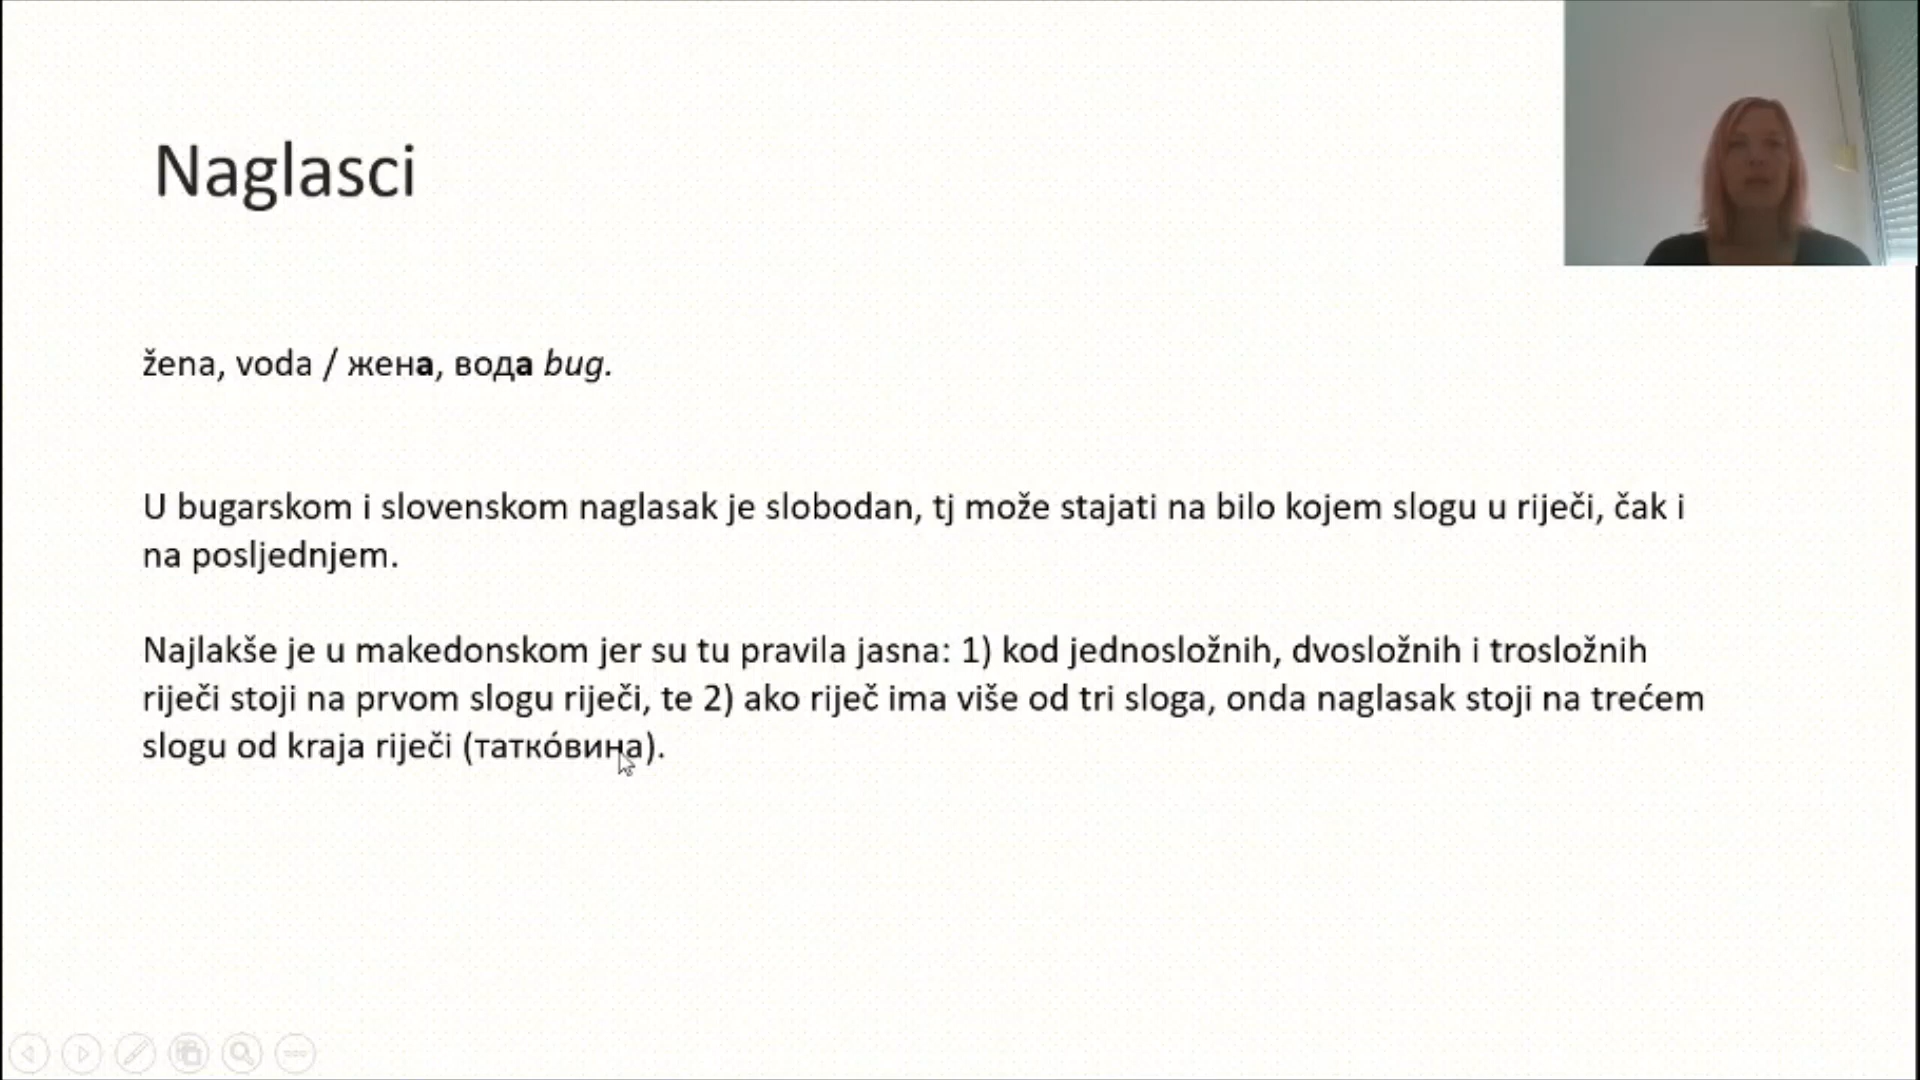 Naglasci
žena, voda / жена, вода bug.
U bugarskom i slovenskom naglasak je slobodan, tj može stajati na bilo kojem slogu u riječi, čak i
na posljednjem.
Najlakše je u makedonskom jer su tu pravila jasna: 1) kod jednosložnih, dvosložnih i trosložnih
riječi stoji na prvom slogu riječi, te 2) ako riječ ima više od tri sloga, onda naglasak stoji na trećem
slogu od kraja riječi (татко́вина).